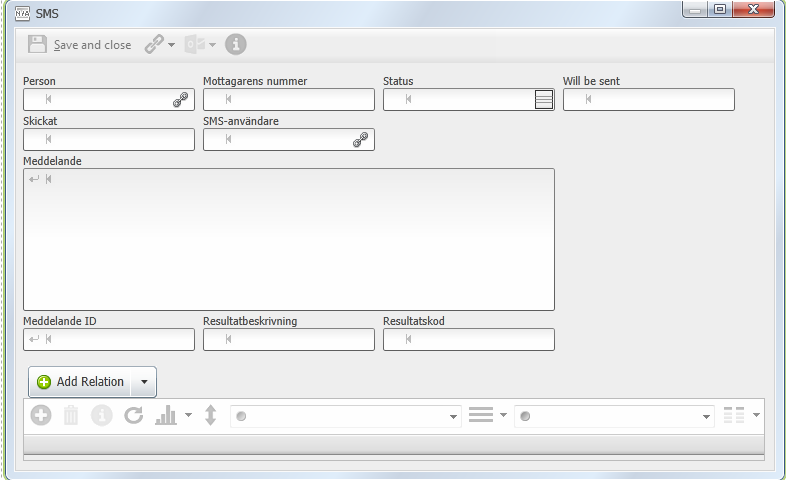 SMS
Save and close
Person Mottagarens nummer Status Will be sent
Skickat SMS-användare
Meddelande
Meddelande ID Resultatbeskrivning Resultatskod
Add Relation